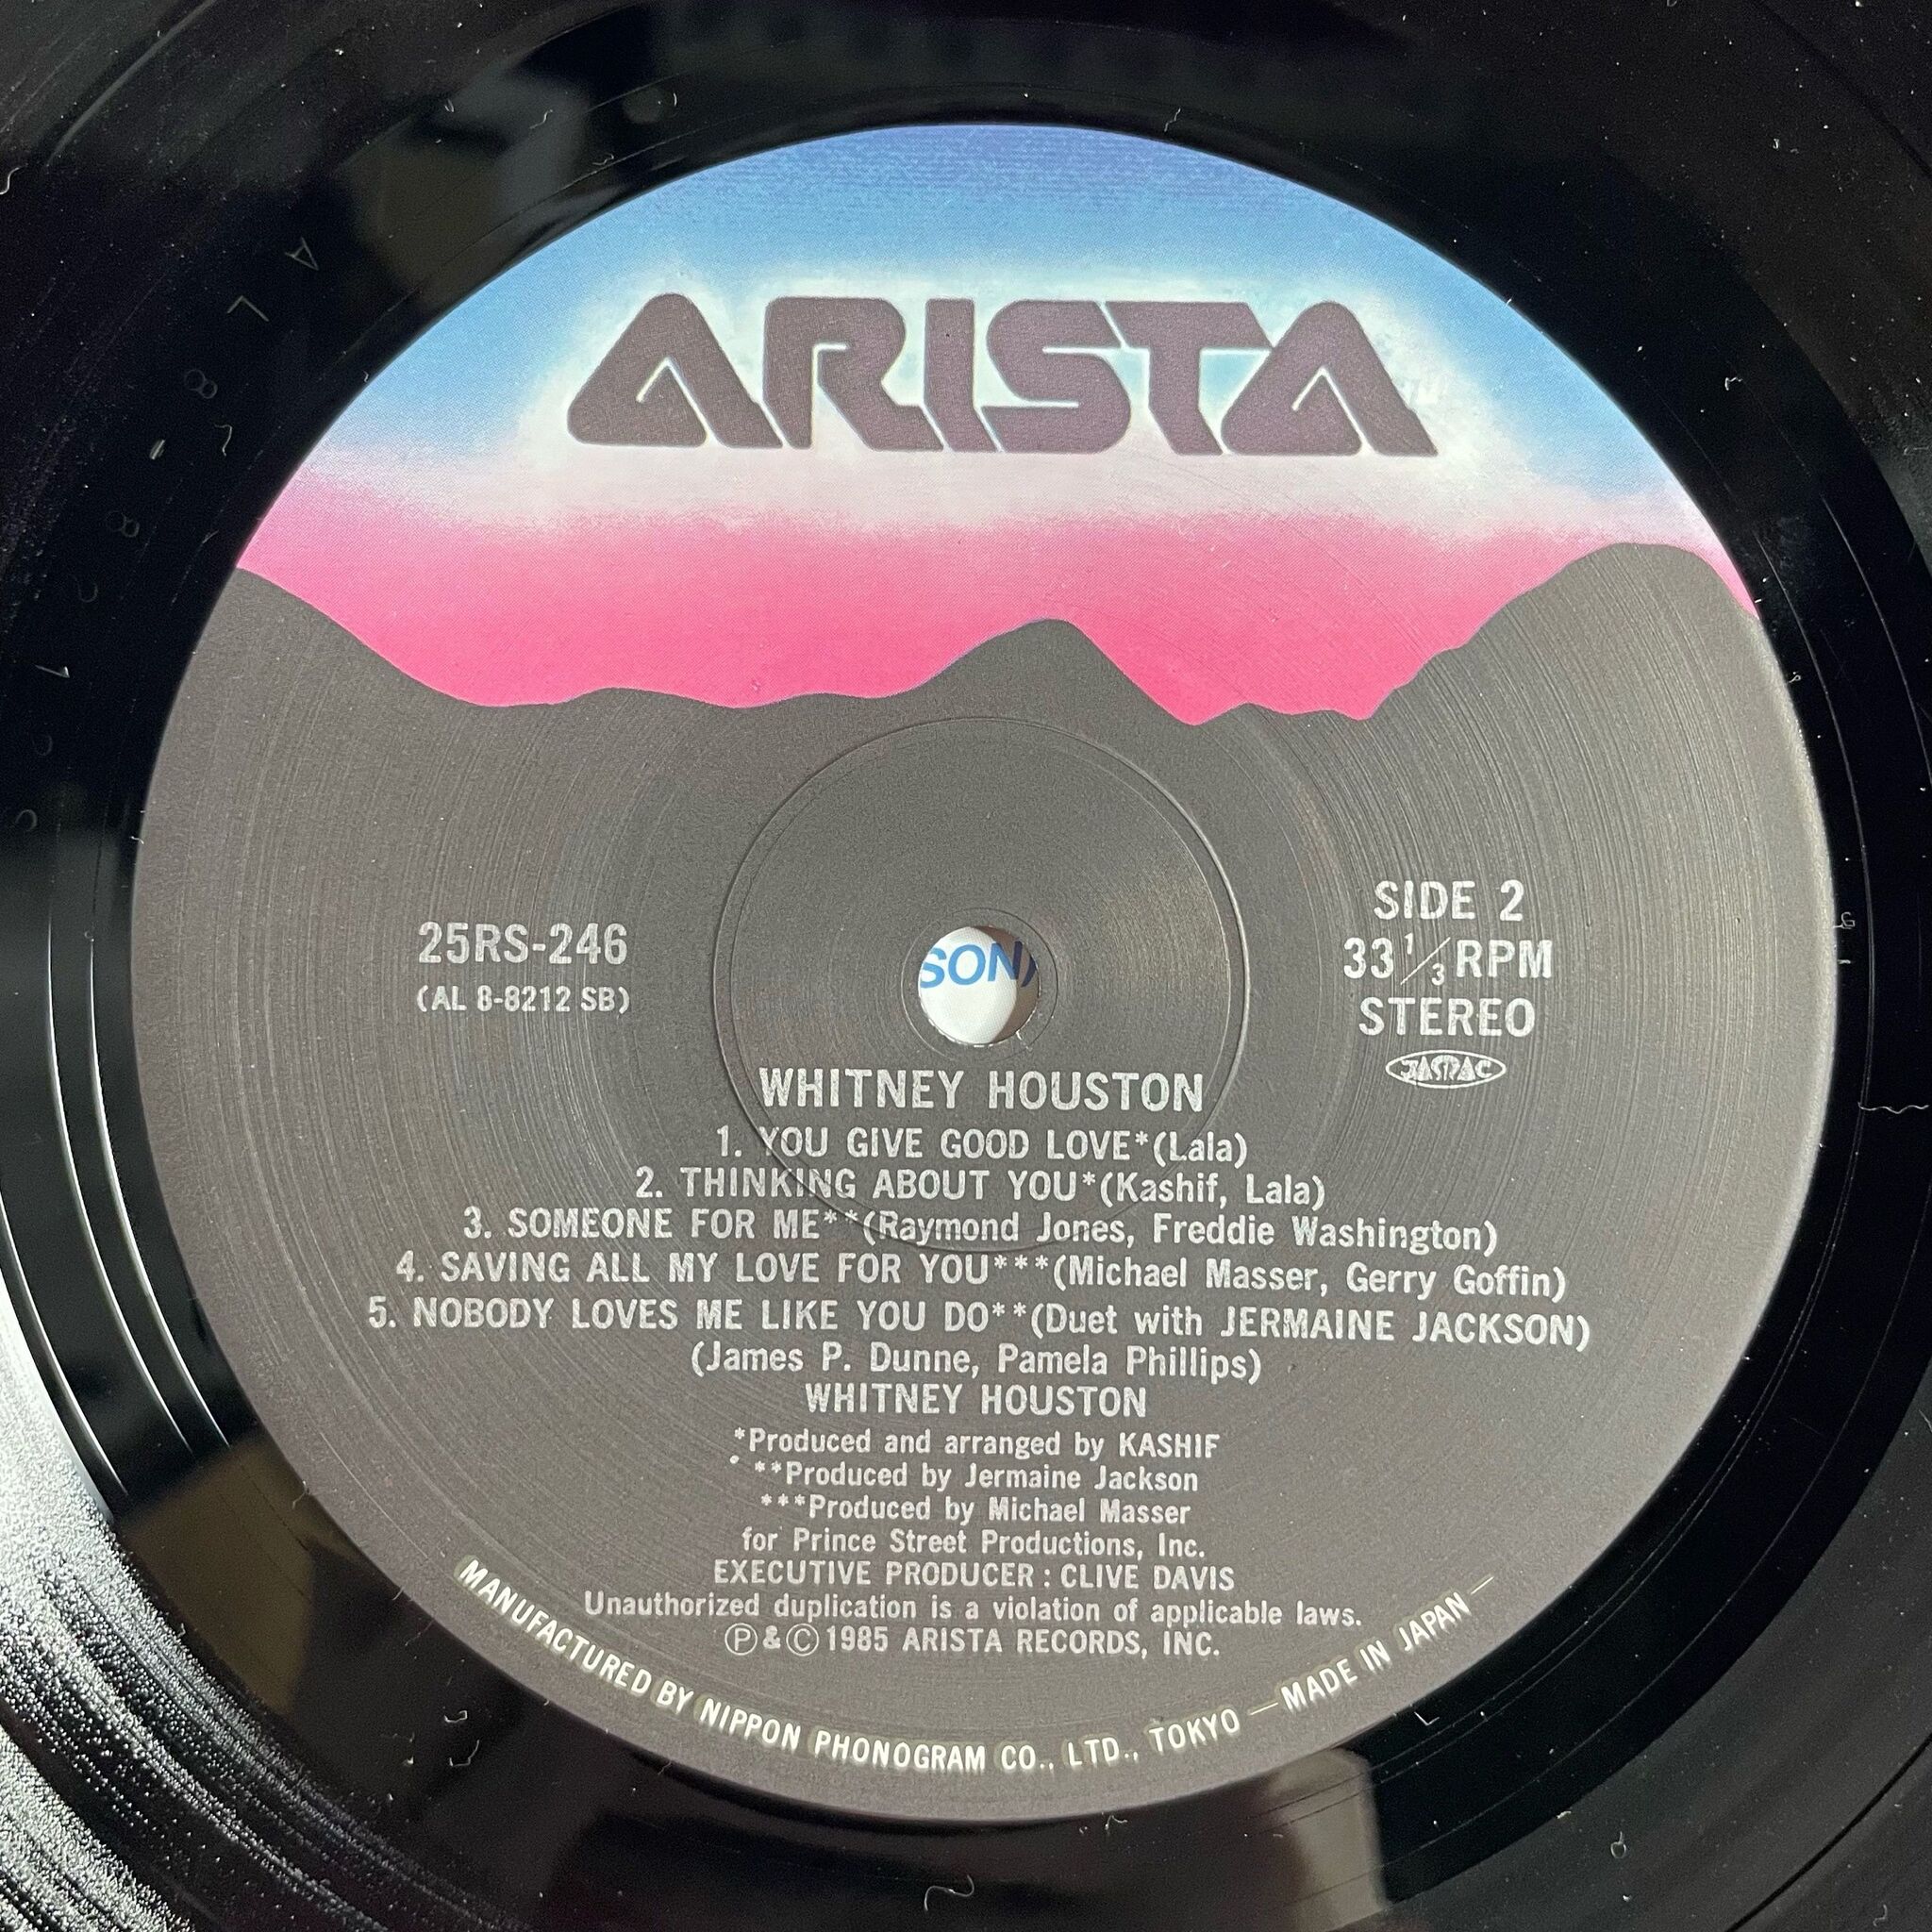 ARISTA
25RS-246
(AL 8-8212 SB)
SIDE 2
33 1/3 RPM
STEREO
JASRAC
SON)
WHITNEY HOUSTON
1. YOU GIVE GOOD LOVE*(Lala)
2. THINKING ABOUT YOU*(Kashif, Lala)
3. SOMEONE FOR ME**(Raymond Jones, Freddie Washington)
4. SAVING ALL MY LOVE FOR YOU***(Michael Masser, Gerry Goffin)
5. NOBODY LOVES ME LIKE YOU DO**(Duet with JERMAINE JACKSON)
(James P. Dunne, Pamela Phillips)
WHITNEY HOUSTON
*Produced and arranged by KASHIF
**Produced by Jermaine Jackson
***Produced by Michael Masser
for Prince Street Productions, Inc.
EXECUTIVE PRODUCER : CLIVE DAVIS
Unauthorized duplication is a violation of applicable laws.
Ⓟ&Ⓒ1985 ARISTA RECORDS, INC.
MANUFACTURED BY NIPPON PHONOGRAM CO., LTD., TOKYO —MADE IN JAPAN—